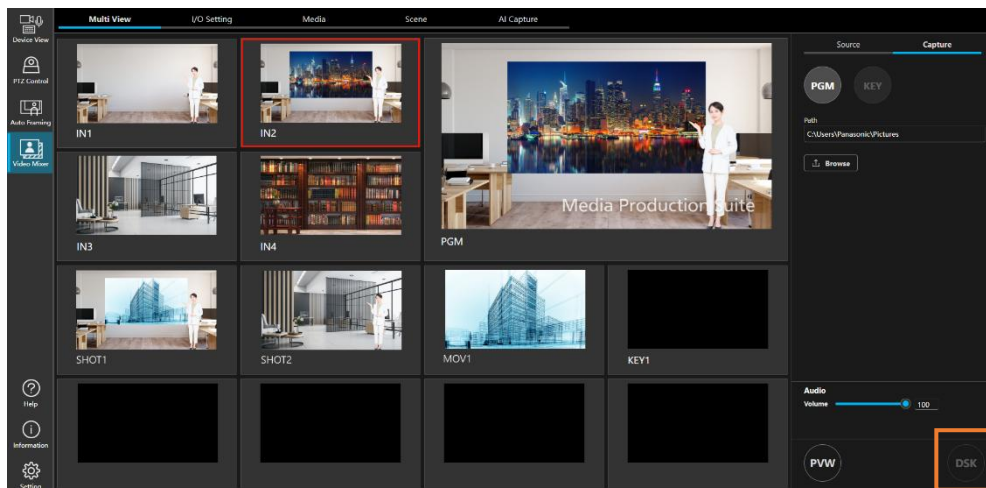 Multi View
I/O Setting
Media
Scene
AI Capture
Device View
PTZ Control
Auto Framing
Video Mixer
Help
Information
Setting
IN1
IN2
Media Production Suite
PGM
IN3
IN4
SHOT1
SHOT2
MOV1
KEY1
Source
Capture
PGM
KEY
Path
C:\Users\Panasonic\Pictures
Browse
Audio
Volume
100
PVW
DSK